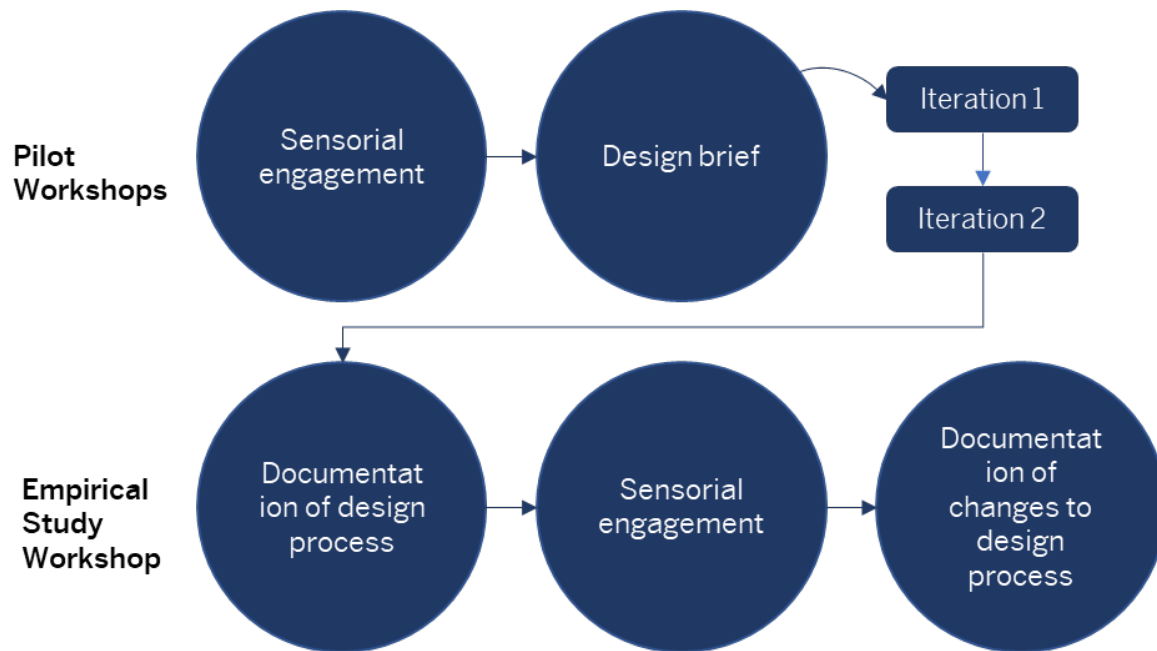 Pilot
Workshops
Sensorial
engagement
Design brief
Iteration 1
Iteration 2
Empirical
Study
Workshop
Documentat
ion of design
process
Sensorial
engagement
Documentat
ion of
changes to
design
process